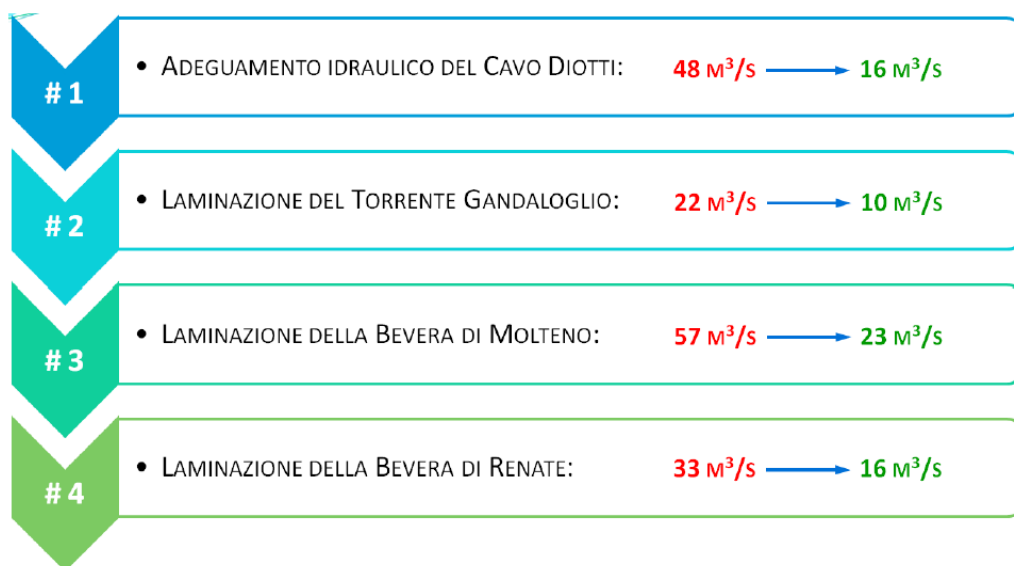 # 1
• Adeguamento idraulico del Cavo Diotti: 48 m³/s → 16 m³/s
# 2
• Laminazione del Torrente Gandaloglio: 22 m³/s → 10 m³/s
# 3
• Laminazione della Bevera di Molteno: 57 m³/s → 23 m³/s
# 4
• Laminazione della Bevera di Renate: 33 m³/s → 16 m³/s